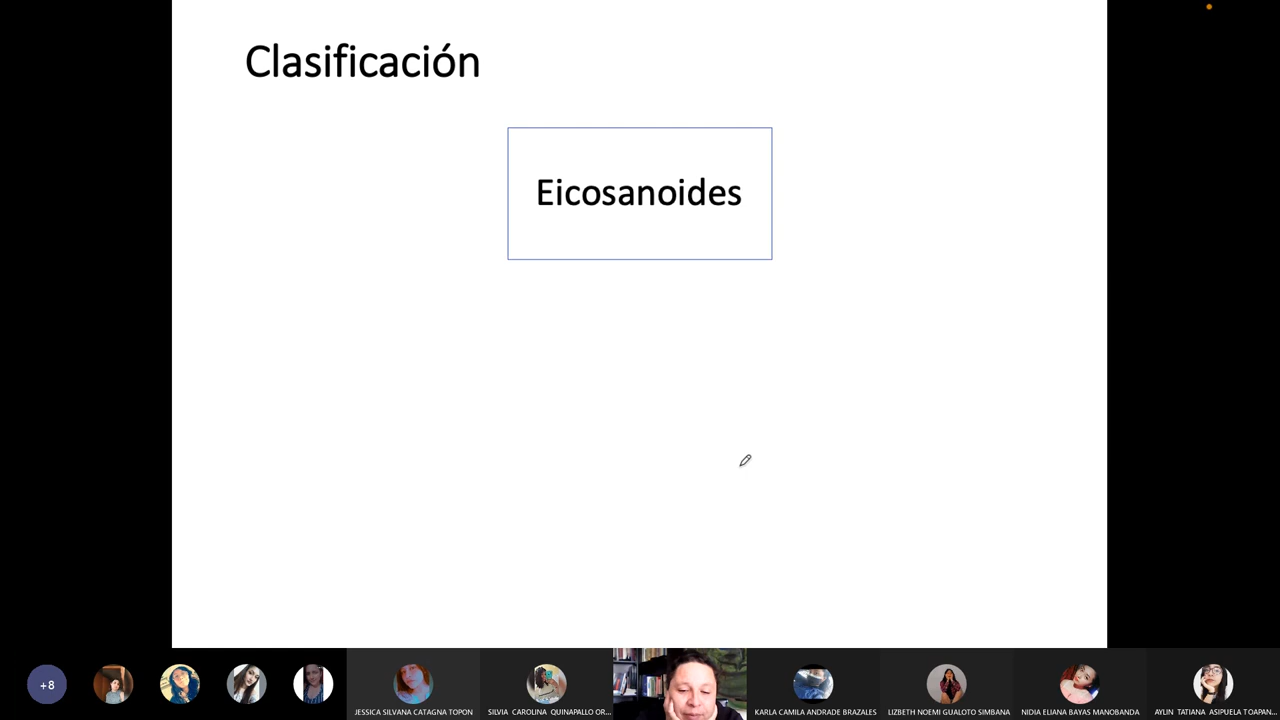 Clasificación
Eicosanoides
+8
JESSICA SILVANA CATAGNA TOPON
SILVIA CAROLINA QUINAPALLO OR...
KARLA CAMILA ANDRADE BRAZALES
LIZBETH NOEMI GUALOTO SIMBANA
NIDIA ELIANA BAYAS MANOBANDA
AYLIN TATIANA ASIPUELA TOAPAN...